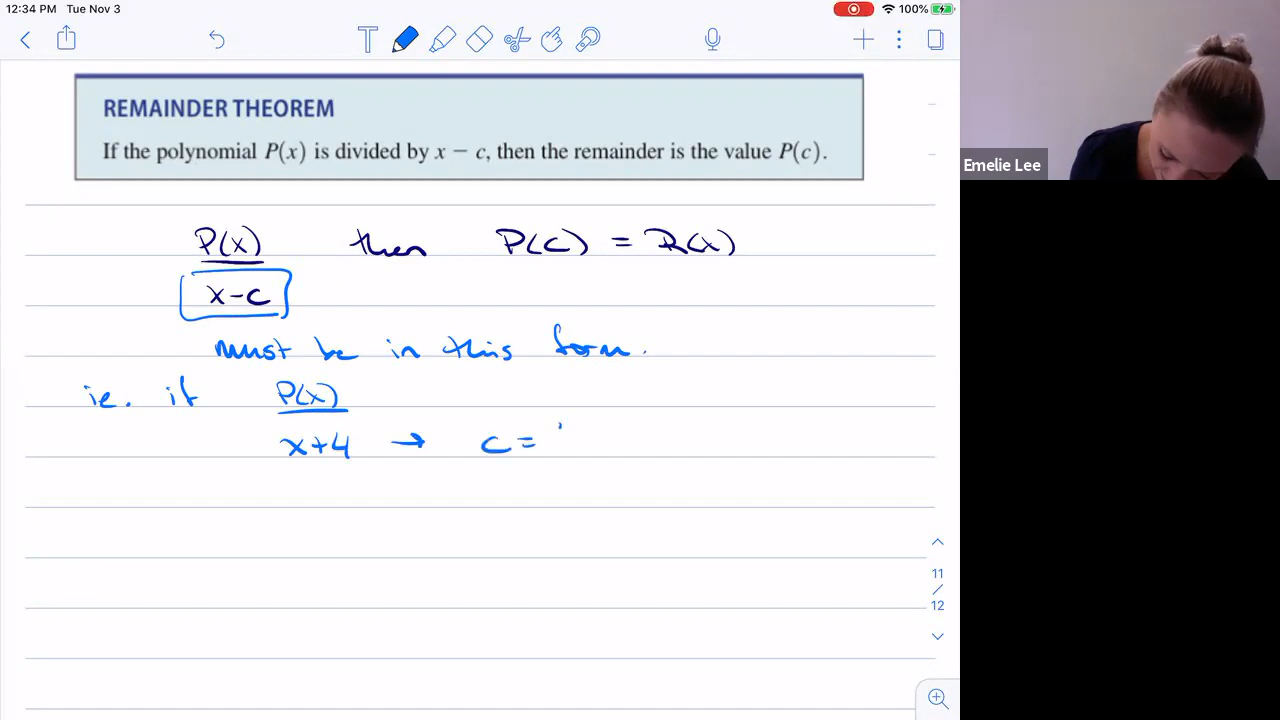 12:34 PM Tue Nov 3
100%
T
REMAINDER THEOREM
If the polynomial P(x) is divided by x − c, then the remainder is the value P(c).
P(x) then P(c) = R(x)
x-c
must be in this form.
ie. if P(x)
x+4 → c =
11
/
12
Emelie Lee